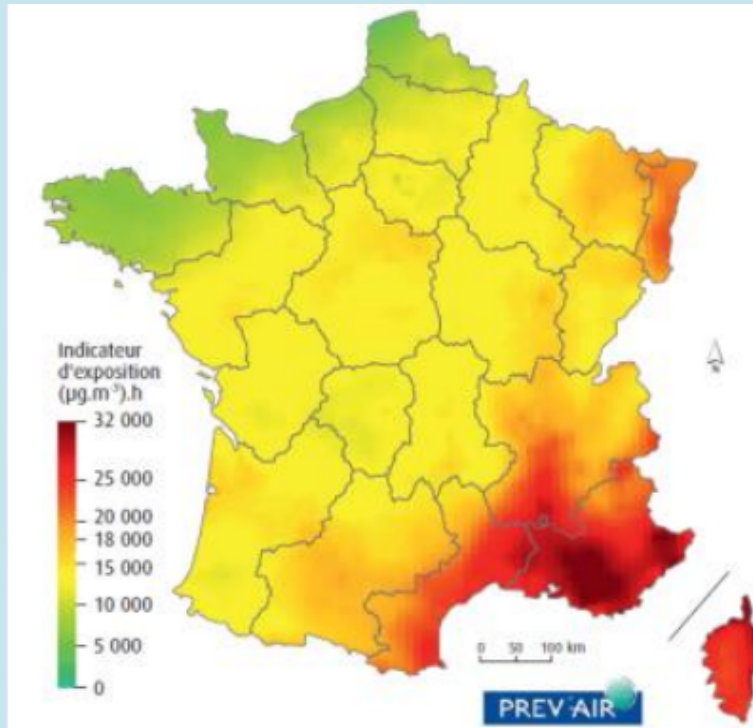 Indicateur
d'exposition
(µg.m⁻³).h
32 000
25 000
20 000
18 000
15 000
10 000
5 000
0
N
0 50 100 km
PREV'AIR